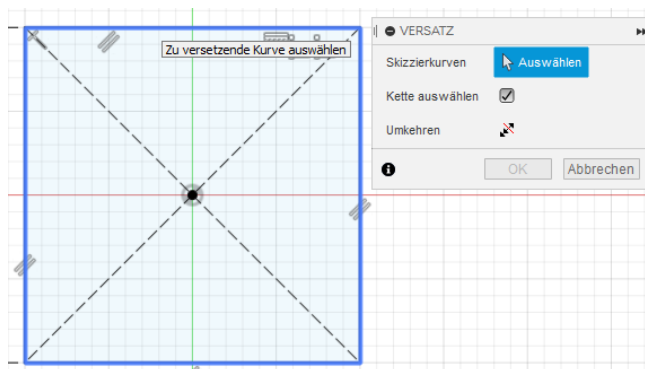 VERSATZ
Zu versetzende Kurve auswählen
Skizzierkurven Auswählen
Kette auswählen
Umkehren
OK Abbrechen